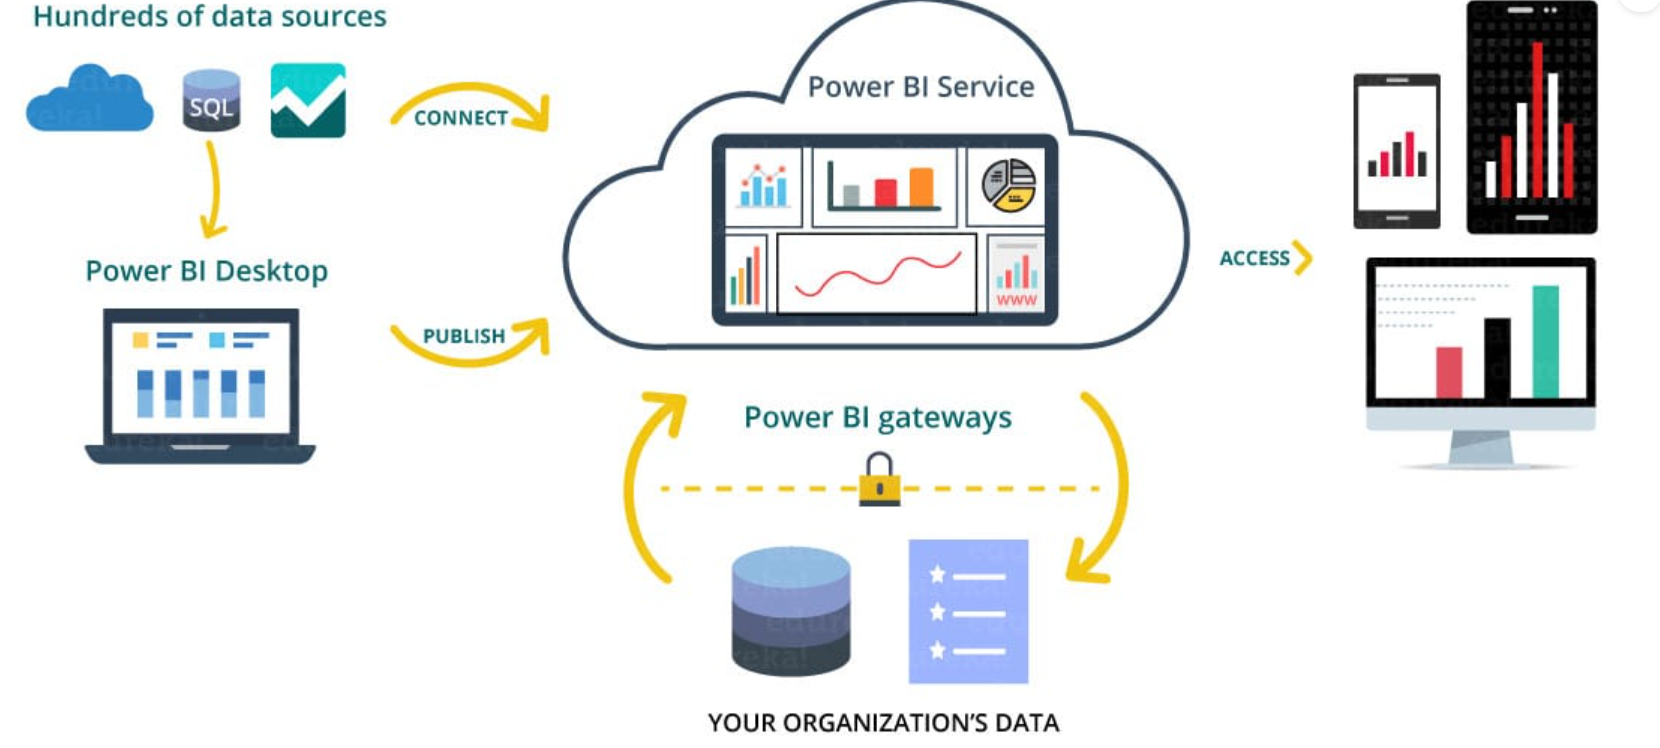 Hundreds of data sources
SQL
CONNECT
Power BI Desktop
PUBLISH
Power BI Service
WWW
Power BI gateways
YOUR ORGANIZATION'S DATA
ACCESS